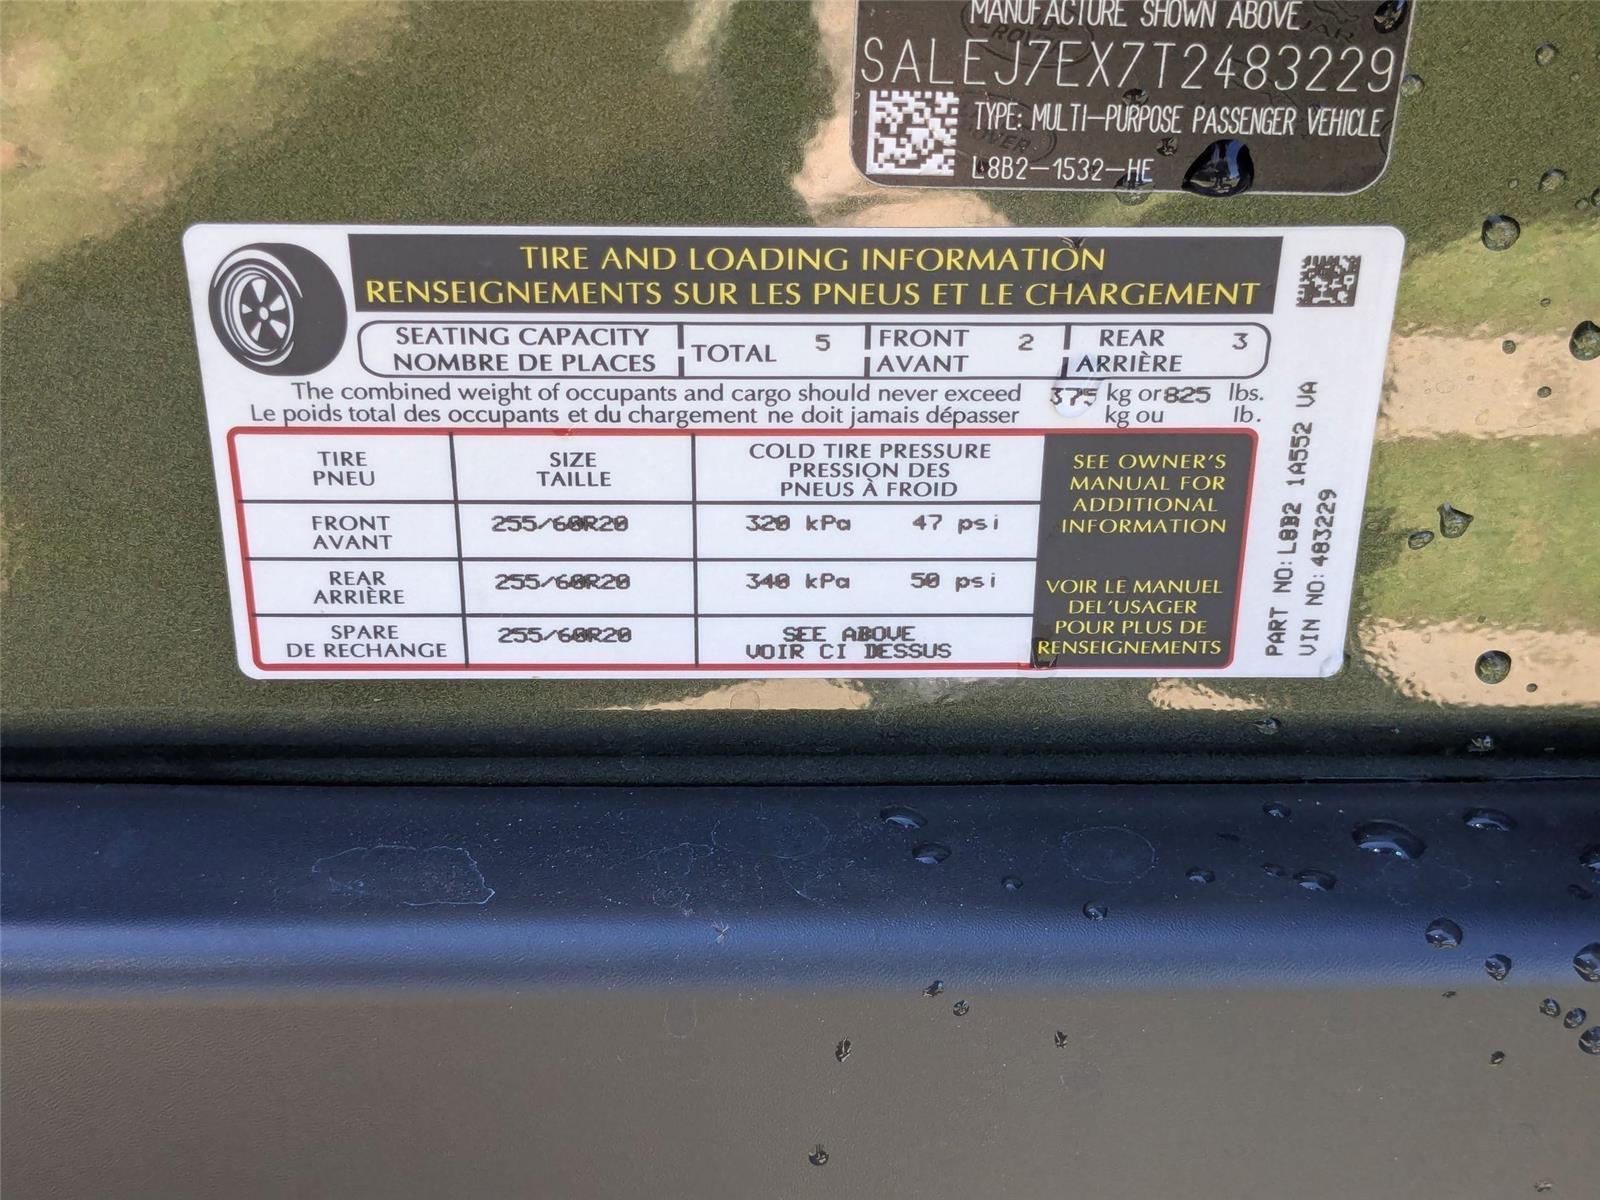 MANUFACTURE SHOWN ABOVE
SALEJ7EX7T2483229
TYPE: MULTI-PURPOSE PASSENGER VEHICLE
L8B2-1532-HE
TIRE AND LOADING INFORMATION
RENSEIGNEMENTS SUR LES PNEUS ET LE CHARGEMENT
SEATING CAPACITY
NOMBRE DE PLACES
TOTAL 5
FRONT 2
AVANT
REAR 3
ARRIÈRE
The combined weight of occupants and cargo should never exceed 375 kg or 825 lbs.
Le poids total des occupants et du chargement ne doit jamais dépasser kg ou lb.
TIRE
PNEU
SIZE
TAILLE
COLD TIRE PRESSURE
PRESSION DES
PNEUS À FROID
FRONT
AVANT
255/60R20
320 kPa 47 psi
REAR
ARRIÈRE
255/60R20
340 kPa 50 psi
SPARE
DE RECHANGE
255/60R20
SEE ABOVE
VOIR CI DESSUS
SEE OWNER'S
MANUAL FOR
ADDITIONAL
INFORMATION
VOIR LE MANUEL
DEL'USAGER
POUR PLUS DE
RENSEIGNEMENTS
PART NO: L8B2 1A552 VA
VIN NO: 483229